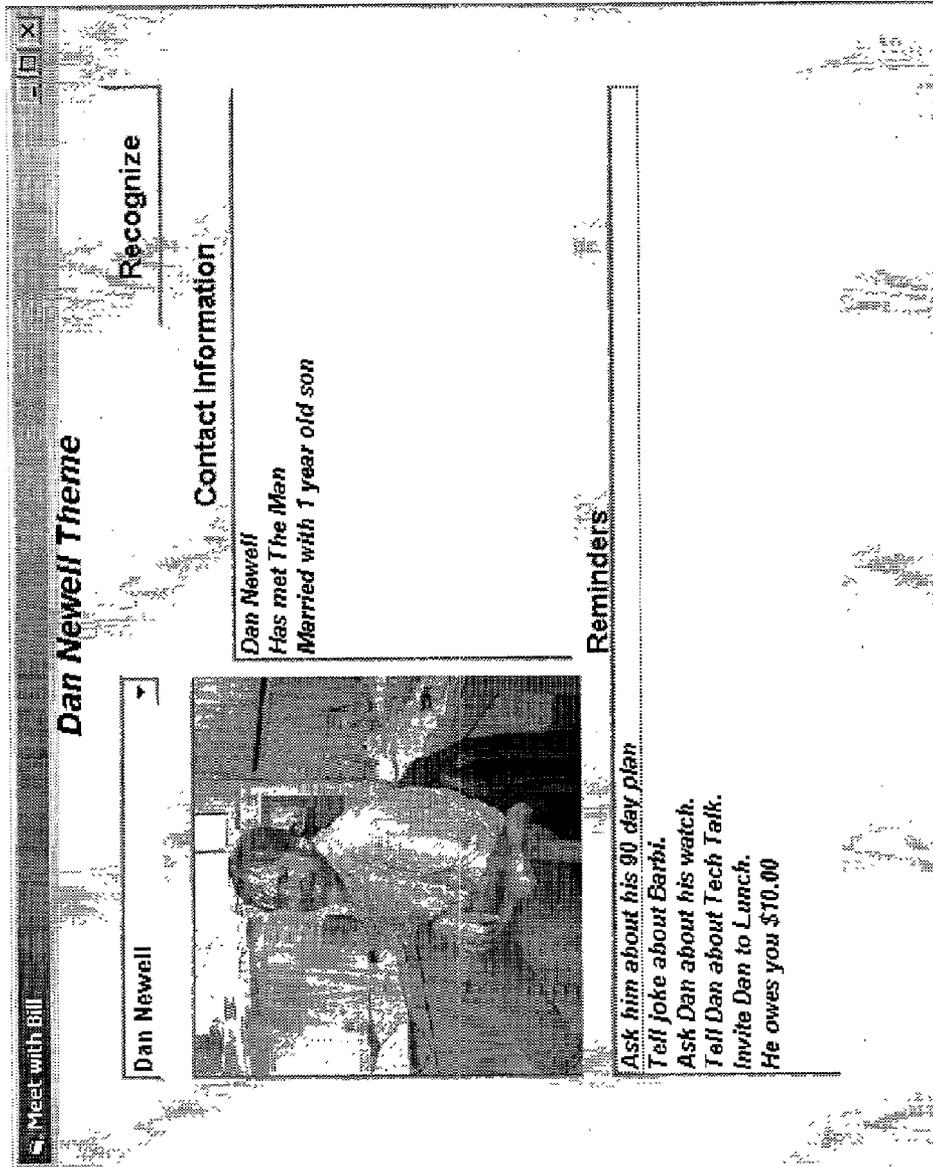 Meet with Bill
Dan Newell Theme
Dan Newell
Recognize
Contact Information
Dan Newell
Has met The Man
Married with 1 year old son
Reminders
Ask him about his 90 day plan
Tell joke about Barbi.
Ask Dan about his watch.
Tell Dan about Tech Talk.
Invite Dan to Lunch.
He owes you $10.00